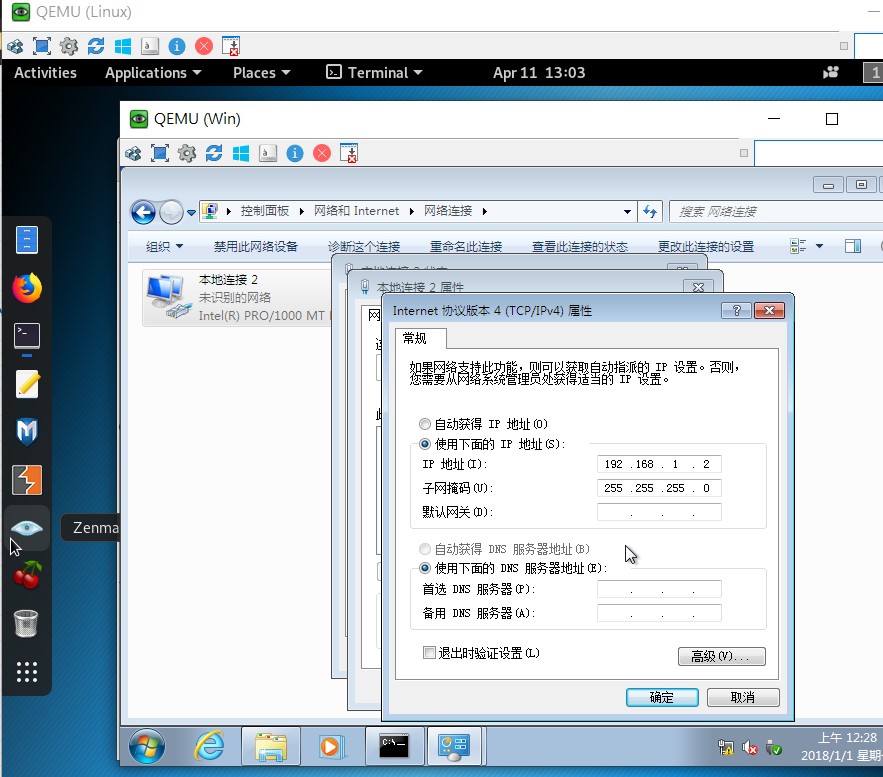 QEMU (Linux)
Activities Applications Places Terminal Apr 11 13:03 1
QEMU (Win)
控制面板 网络和 Internet 网络连接 搜索 网络连接
组织 禁用此网络设备 诊断这个连接 重命名此连接 查看此连接的状态 更改此连接的设置
本地连接 2
未识别的网络
Intel(R) PRO/1000 MT
本地连接 2 状态
本地连接 2 属性
Internet 协议版本 4 (TCP/IPv4) 属性
常规
如果网络支持此功能，则可以获取自动指派的 IP 设置。否则，
您需要从网络系统管理员处获得适当的 IP 设置。
自动获得 IP 地址(O)
使用下面的 IP 地址(S):
IP 地址(I): 192 .168 . 1 . 2
子网掩码(U): 255 .255 .255 . 0
默认网关(D): . . .
自动获得 DNS 服务器地址(B)
使用下面的 DNS 服务器地址(E):
首选 DNS 服务器(P): . . .
备用 DNS 服务器(A): . . .
退出时验证设置(L)
高级(V)...
确定 取消
Zenma
C:\
上午 12:28
2018/1/1 星期